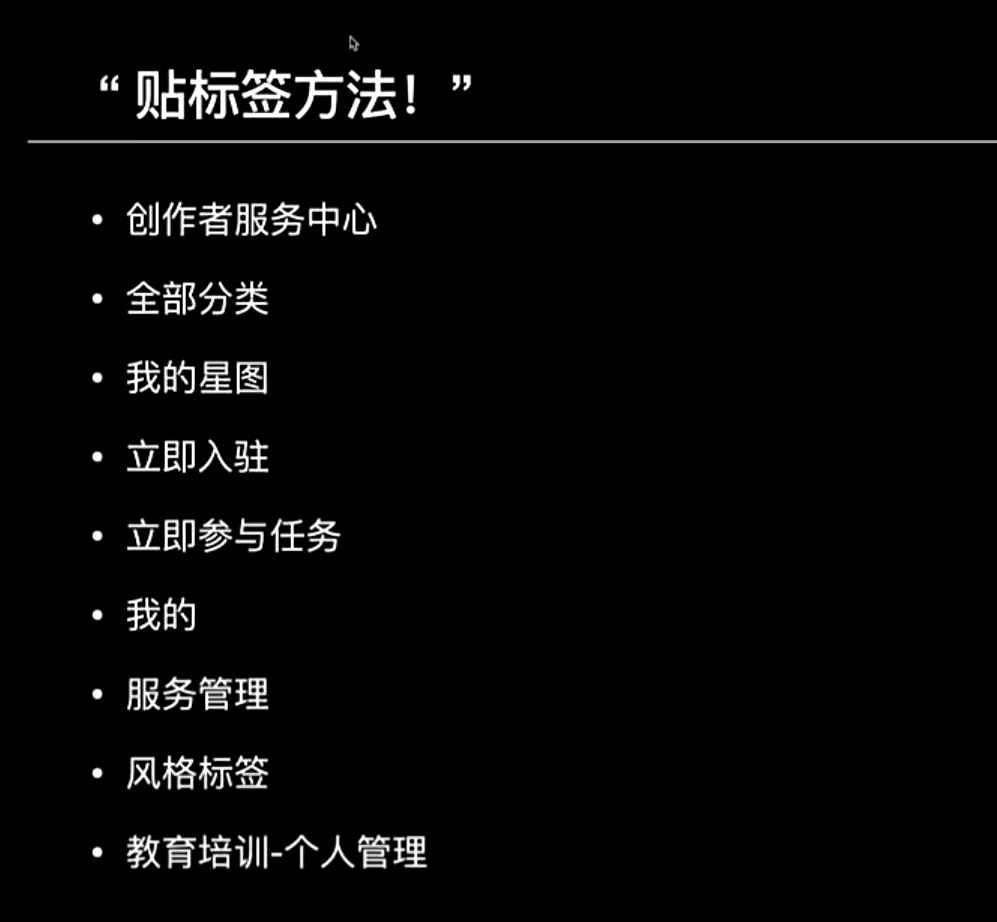 “贴标签方法！”
• 创作者服务中心
• 全部分类
• 我的星图
• 立即入驻
• 立即参与任务
• 我的
• 服务管理
• 风格标签
• 教育培训-个人管理